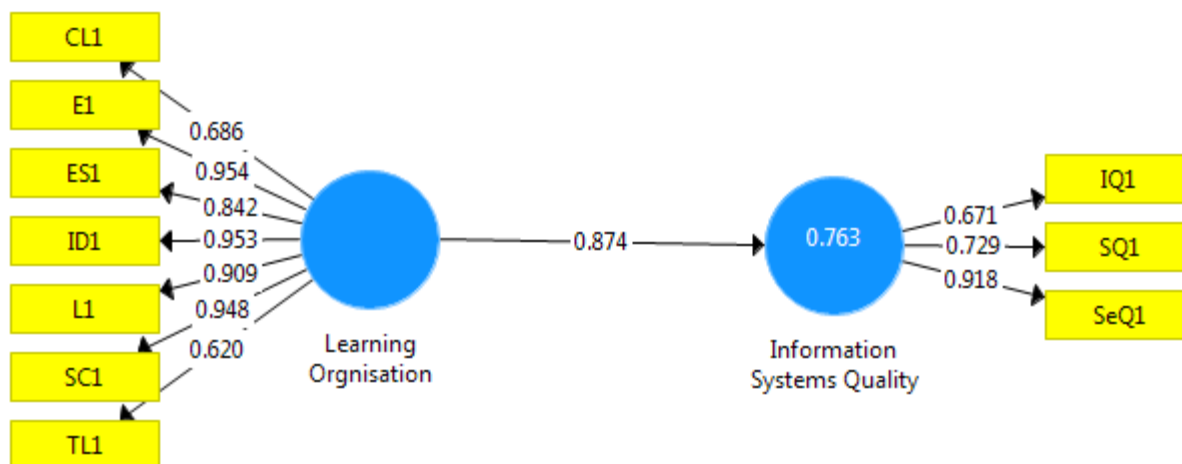 CL1
E1
ES1
ID1
L1
SC1
TL1
0.686
0.954
0.842
0.953
0.909
0.948
0.620
Learning
Orgnisation
0.874
0.763
Information
Systems Quality
0.671
0.729
0.918
IQ1
SQ1
SeQ1